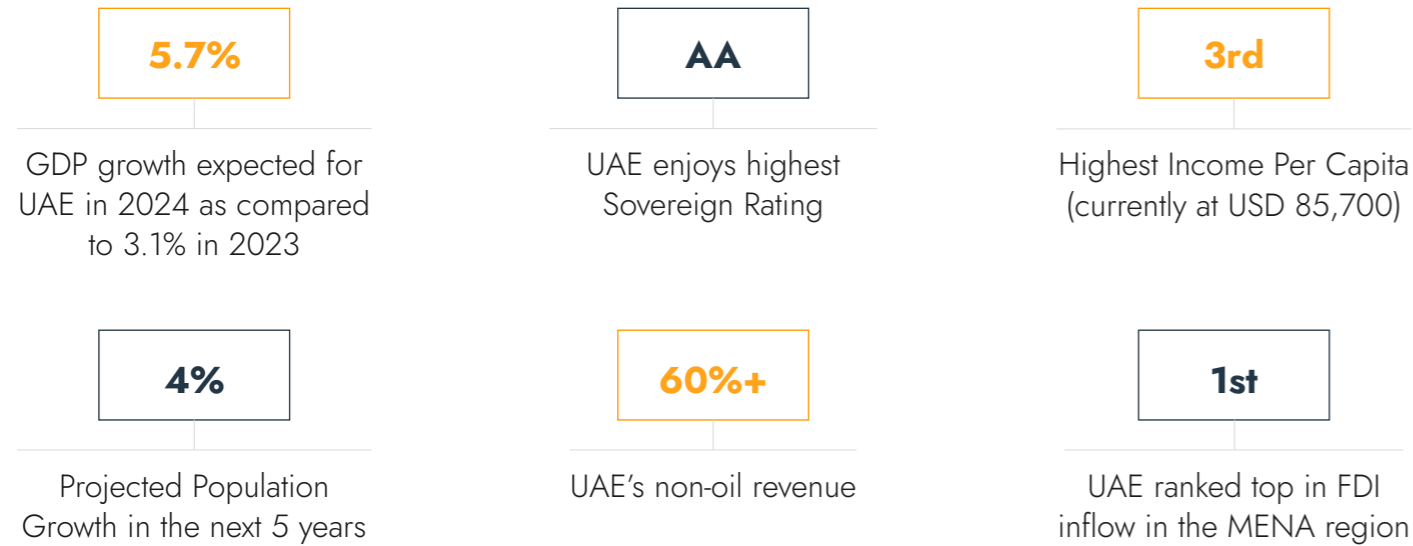 5.7%
GDP growth expected for
UAE in 2024 as compared
to 3.1% in 2023
AA
UAE enjoys highest
Sovereign Rating
3rd
Highest Income Per Capita
(currently at USD 85,700)
4%
Projected Population
Growth in the next 5 years
60%+
UAE’s non-oil revenue
1st
UAE ranked top in FDI
inflow in the MENA region